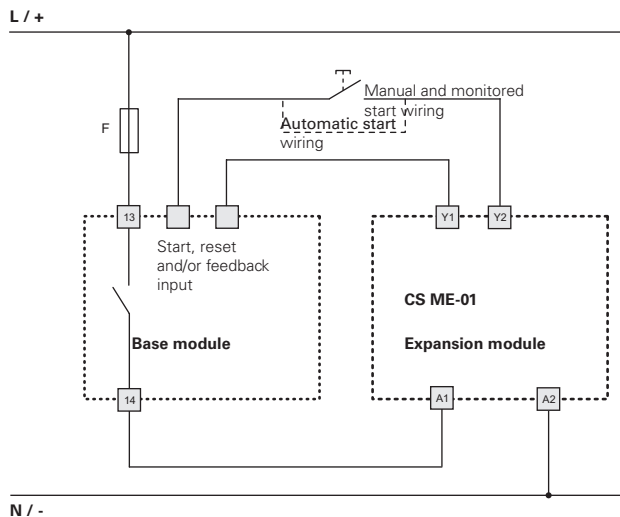 L / +
Manual and monitored
start wiring
Automatic start
wiring
F
13
Y1
Y2
Start, reset
and/or feedback
input
CS ME-01
Base module
Expansion module
14
A1
A2
N / -